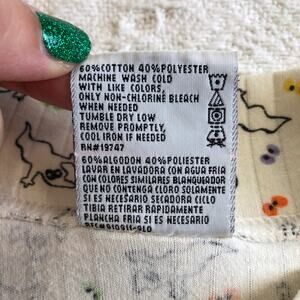 60%COTTON 40%POLYESTER
MACHINE WASH COLD
WITH LIKE COLORS,
ONLY NON-CHLORINE BLEACH
WHEN NEEDED
TUMBLE DRY LOW
REMOVE PROMPTLY,
COOL IRON IF NEEDED
RN#19747
60%ALGODON 40%POLIESTER
LAVAR EN LAVADORA CON AGUA FRIA
CON COLORES SIMILARES BLANQUEADOR
QUE NO CONTENGA CLORO SOLAMENTE
SI ES NECESARIO SECADORA CICLO
TIBIA RETIRAR RAPIDAMENTE
PLANCHA FRIA SI ES NECESARIO